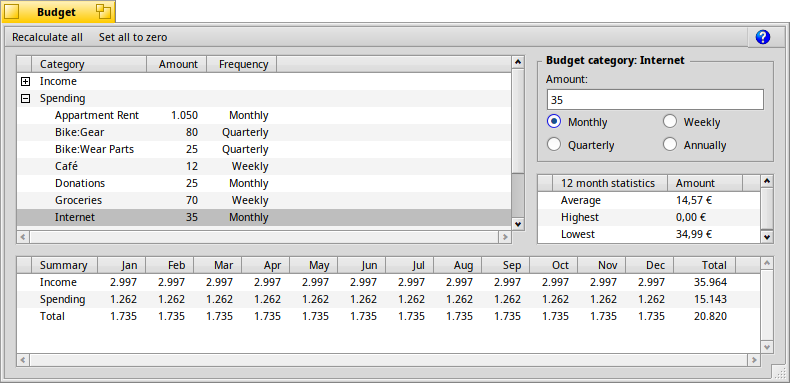 Budget
Recalculate all Set all to zero ?
Category Amount Frequency
Income
Spending
Appartment Rent 1.050 Monthly
Bike:Gear 80 Quarterly
Bike:Wear Parts 25 Quarterly
Café 12 Weekly
Donations 25 Monthly
Groceries 70 Weekly
Internet 35 Monthly
Budget category: Internet
Amount:
35
Monthly Weekly
Quarterly Annually
12 month statistics Amount
Average 14,57 €
Highest 0,00 €
Lowest 34,99 €
Summary Jan Feb Mar Apr May Jun Jul Aug Sep Oct Nov Dec Total
Income 2.997 2.997 2.997 2.997 2.997 2.997 2.997 2.997 2.997 2.997 2.997 2.997 35.964
Spending 1.262 1.262 1.262 1.262 1.262 1.262 1.262 1.262 1.262 1.262 1.262 1.262 15.143
Total 1.735 1.735 1.735 1.735 1.735 1.735 1.735 1.735 1.735 1.735 1.735 1.735 20.820